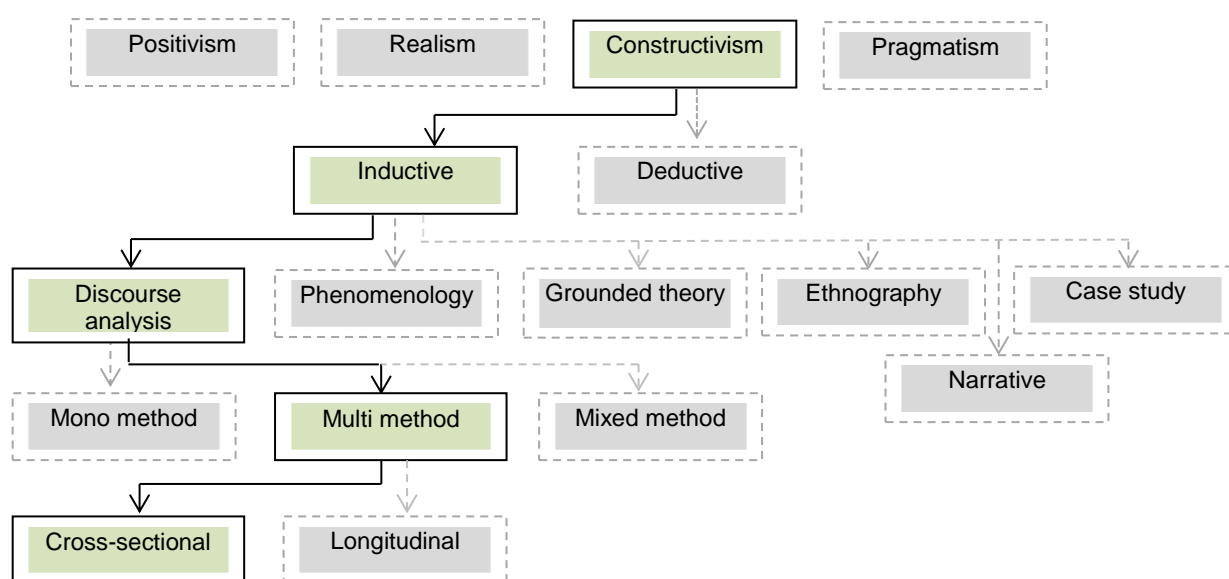 Positivism
Realism
Constructivism
Pragmatism
Inductive
Deductive
Discourse
analysis
Phenomenology
Grounded theory
Ethnography
Case study
Narrative
Mono method
Multi method
Mixed method
Cross-sectional
Longitudinal